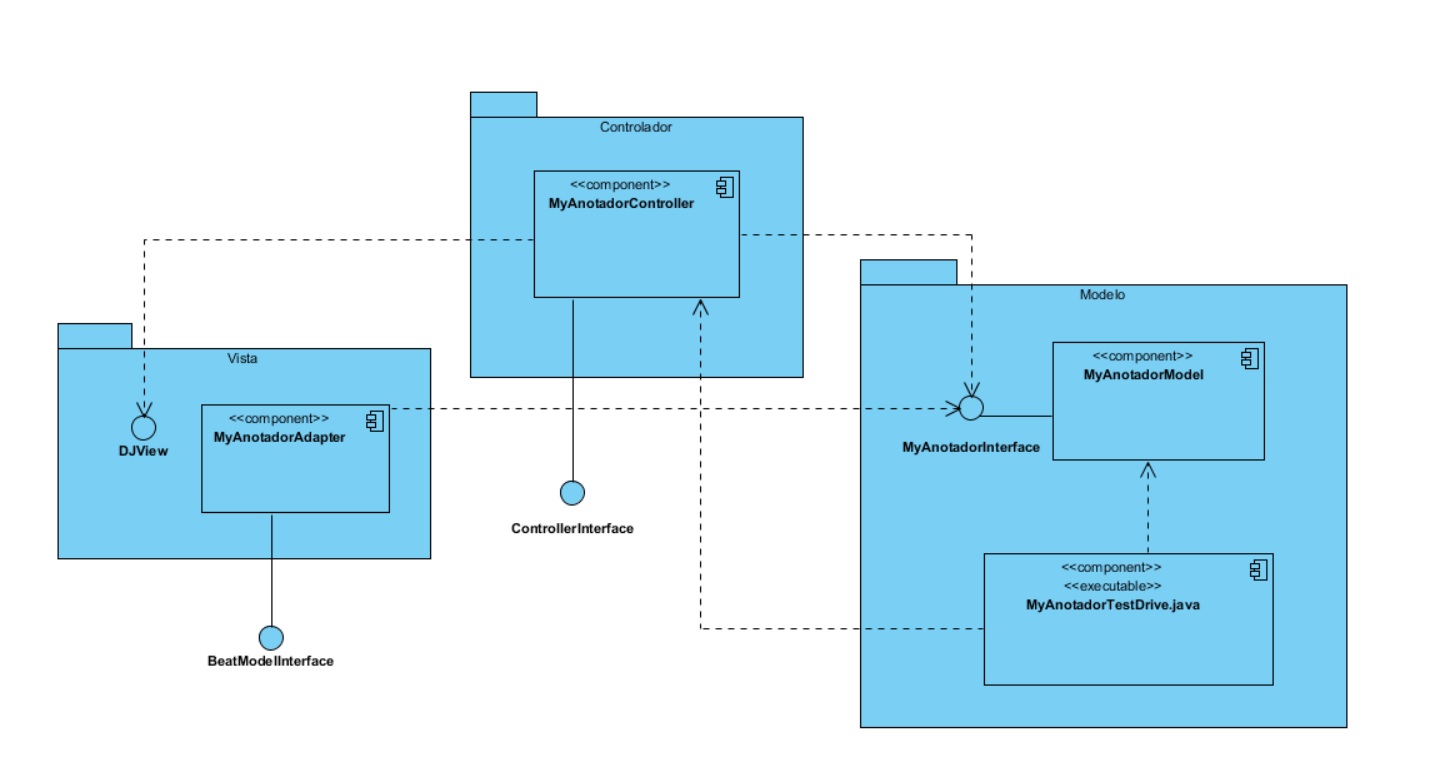 Controlador
<<component>>
MyAnotadorController
Modelo
Vista
<<component>>
MyAnotadorModel
<<component>>
MyAnotadorAdapter
DJView
MyAnotadorInterface
ControllerInterface
<<component>>
<<executable>>
MyAnotadorTestDrive.java
BeatModelInterface